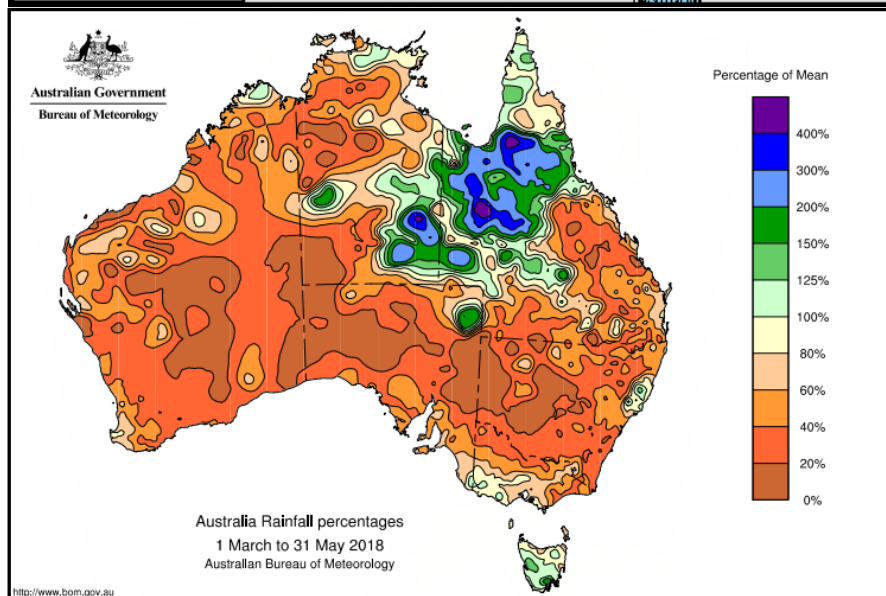 Australian Government
Bureau of Meteorology
Percentage of Mean
400%
300%
200%
150%
125%
100%
80%
60%
40%
20%
0%
Australia Rainfall percentages
1 March to 31 May 2018
Australian Bureau of Meteorology
http://www.bom.gov.au